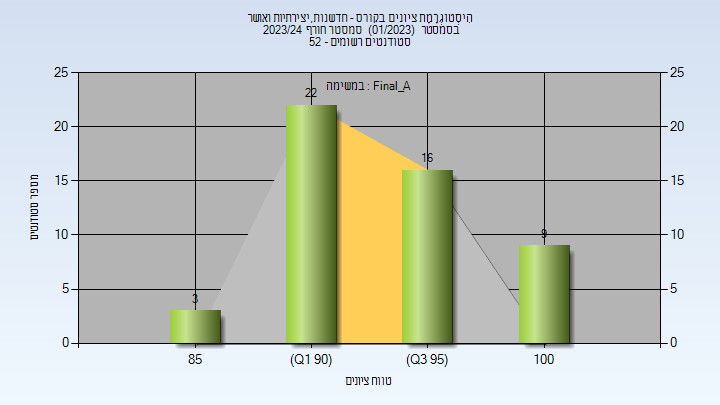 היסטוגרמת ציונים בקורס - חדשנות,יצירתיות ואושר
בסמסטר (01/2023) סמסטר חורף 2023/24
סטודנטים רשומים - 52
במשימה : Final_A
25 25
20 20
15 15
10 10
5 5
0 0
3
22
16
9
מספר סטודנטים
85 (Q1 90) (Q3 95) 100
טווח ציונים